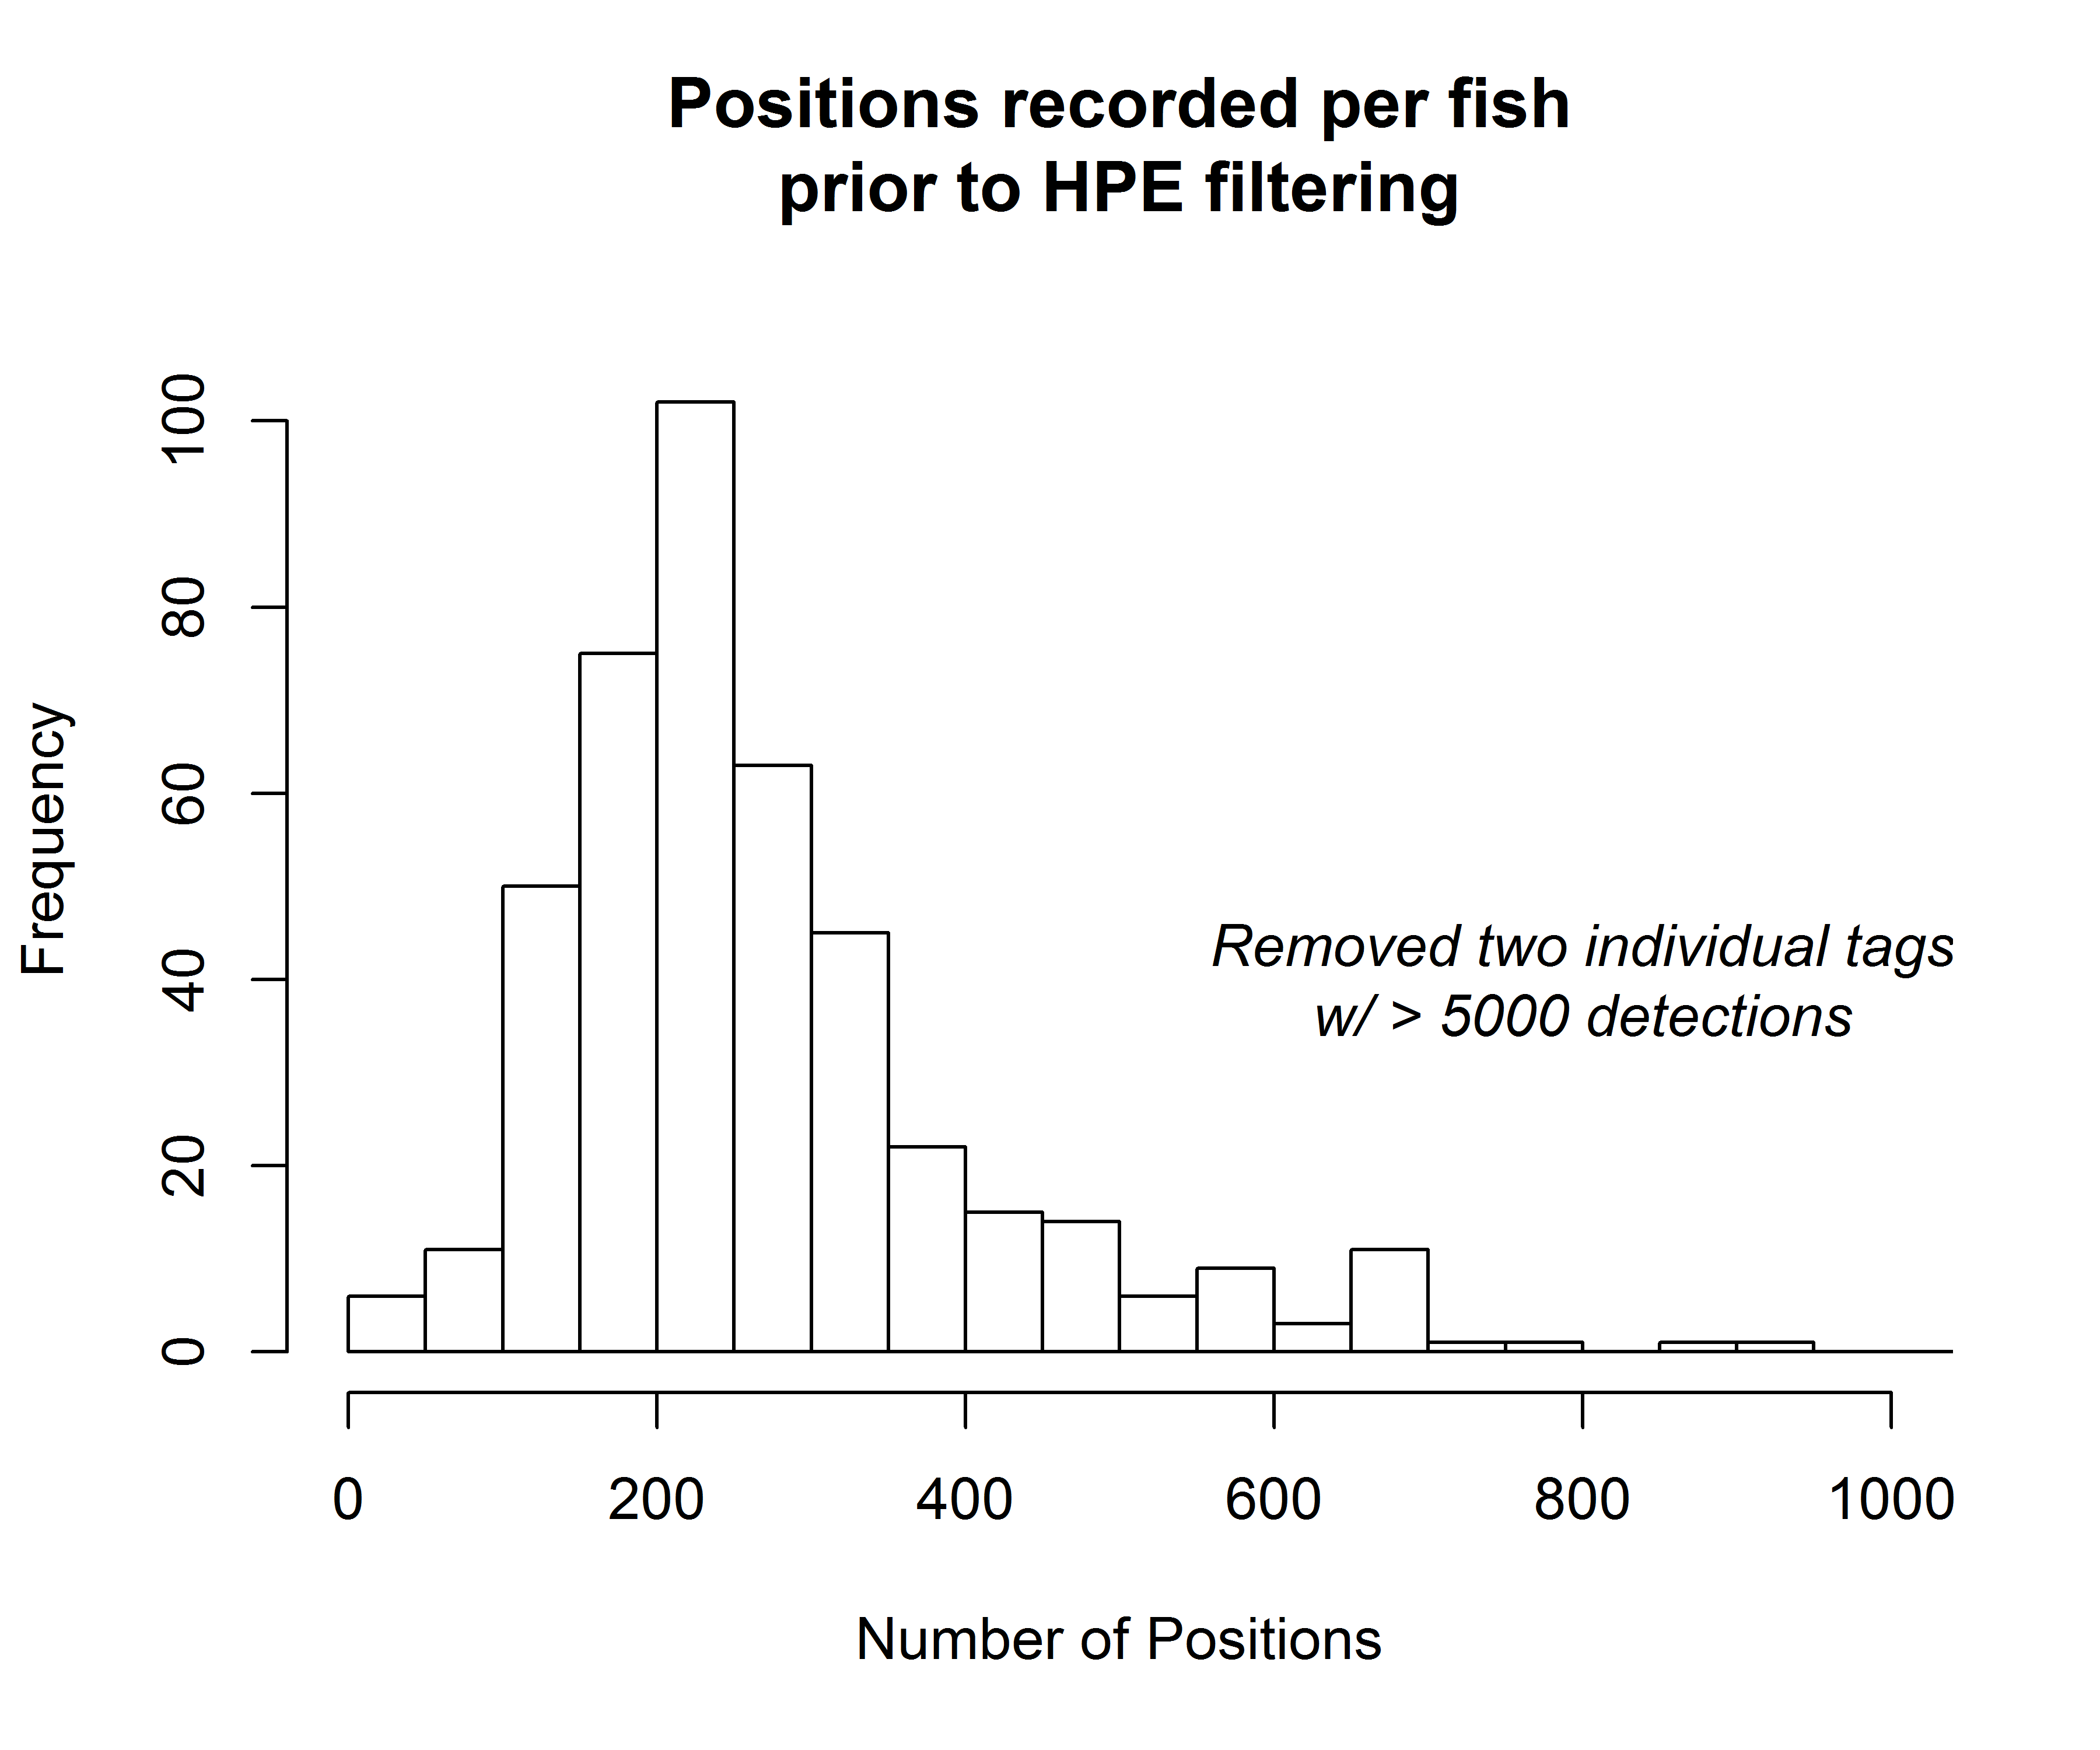 Positions recorded per fish
prior to HPE filtering
100
80
60
40
20
0
Frequency
Removed two individual tags
w/ > 5000 detections
0 200 400 600 800 1000
Number of Positions